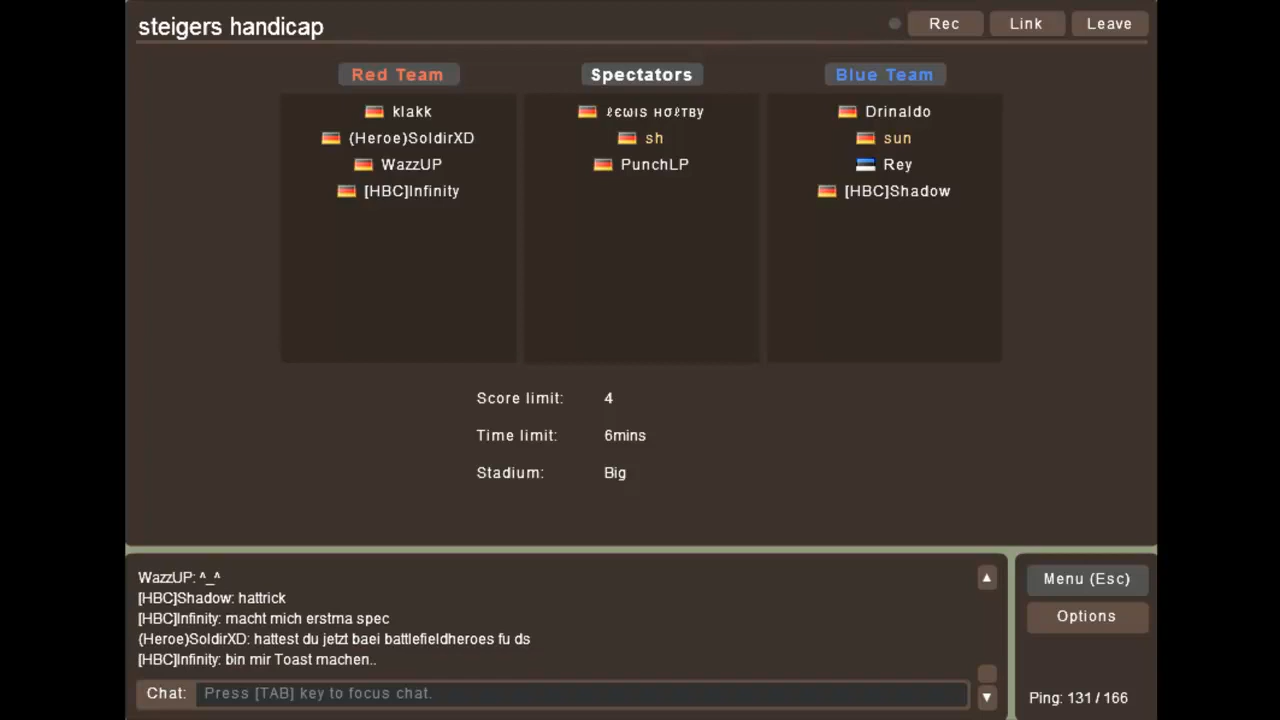 steigers handicap
Rec
Link
Leave
Red Team
Spectators
Blue Team
klakk
(Heroe)SoldirXD
WazzUP
[HBC]Infinity
ℓєωιѕ нσℓтву
sh
PunchLP
Drinaldo
sun
Rey
[HBC]Shadow
Score limit: 4
Time limit: 6mins
Stadium: Big
WazzUP: ^_^
[HBC]Shadow: hattrick
[HBC]Infinity: macht mich erstma spec
(Heroe)SoldirXD: hattest du jetzt baei battlefieldheroes fu ds
[HBC]Infinity: bin mir Toast machen..
Chat: Press [TAB] key to focus chat.
Menu (Esc)
Options
Ping: 131 / 166